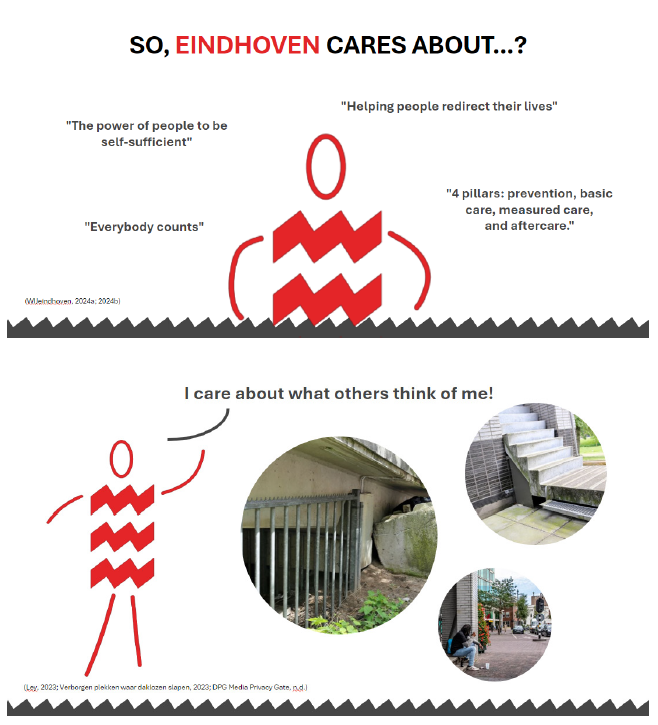 SO, EINDHOVEN CARES ABOUT...?
"Helping people redirect their lives"
"The power of people to be
self-sufficient"
"4 pillars: prevention, basic
care, measured care,
and aftercare."
"Everybody counts"
(WIJeindhoven, 2024a; 2024b)
I care about what others think of me!
(Ley, 2023; Verborgen plekken waar daklozen slapen, 2023; DPG Media Privacy Gate, n.d.)